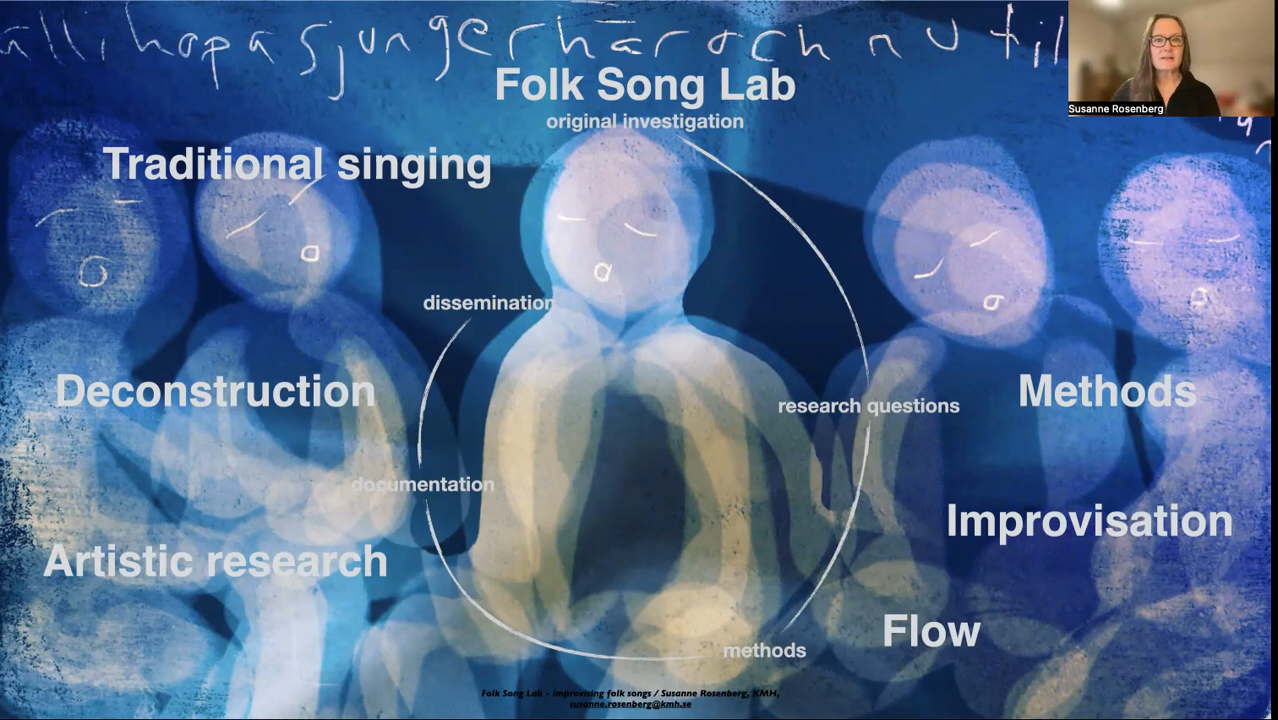 allihopa sjunger här och nu til
Folk Song Lab
original investigation
Susanne Rosenberg
Traditional singing
dissemination
Deconstruction
research questions
Methods
documentation
Improvisation
Artistic research
Flow
methods
Folk Song Lab – improvising folk songs / Susanne Rosenberg, KMH,
susanne.rosenberg@kmh.se